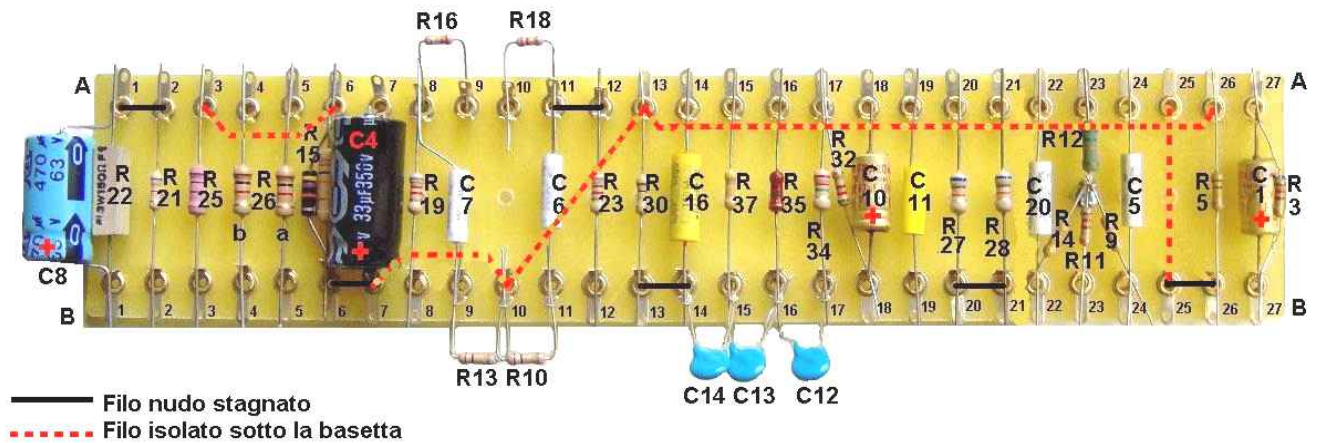 R16 R18
A 1 2 3 4 5 6 7 8 9 10 11 12 13 14 15 16 17 18 19 20 21 22 23 24 25 26 27 A
470 µF
63 V
R 22
R 21
R 25
R 26
b
a
R 15
C4
33µF350V
R 19
C 7
C 6
R 23
R 30
C 16
R 37
R 35
R 34
R 32
C 10
C 11
R 27
R 28
C 20
R12
R 14
R11
R 9
C 5
R 5
C 1
R 3
C8
B 1 2 3 4 5 6 7 8 9 10 11 12 13 14 15 16 17 18 19 20 21 22 23 24 25 26 27 B
R13 R10
C14 C13 C12
Filo nudo stagnato
Filo isolato sotto la basetta